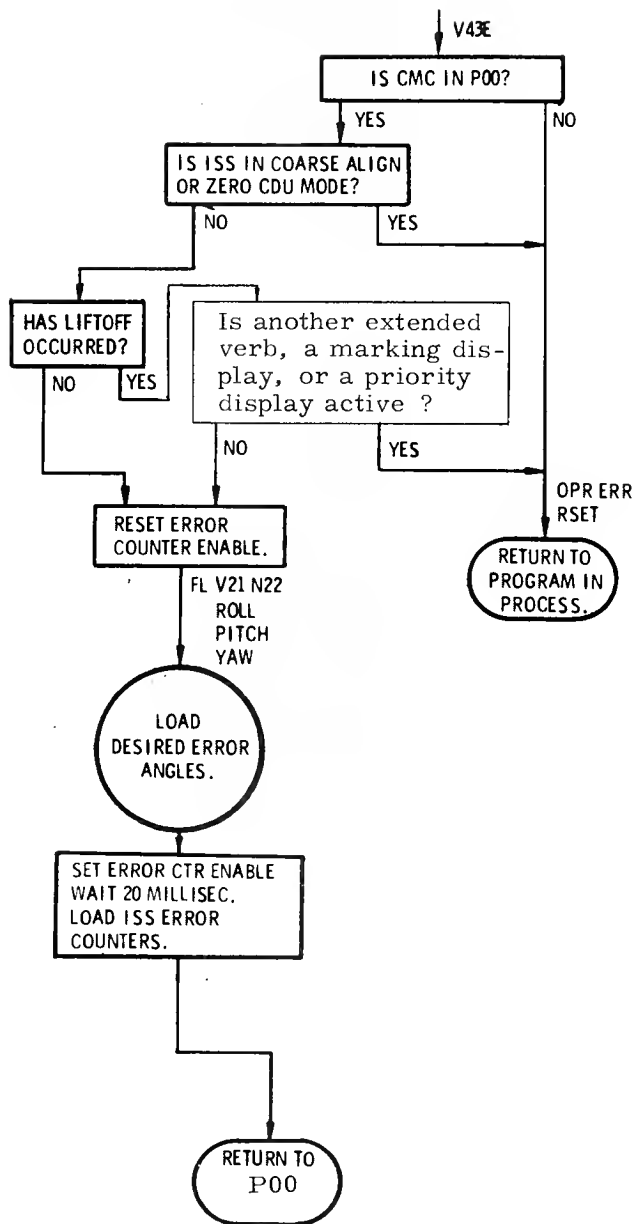 V43E
IS CMC IN P00?
YES
NO
IS ISS IN COARSE ALIGN
OR ZERO CDU MODE?
NO
YES
HAS LIFTOFF
OCCURRED?
NO
YES
Is another extended
verb, a marking dis-
play, or a priority
display active ?
NO
YES
OPR ERR
RSET
RESET ERROR
COUNTER ENABLE.
RETURN TO
PROGRAM IN
PROCESS.
FL V21 N22
ROLL
PITCH
YAW
LOAD
DESIRED ERROR
ANGLES.
SET ERROR CTR ENABLE
WAIT 20 MILLISEC.
LOAD ISS ERROR
COUNTERS.
RETURN TO
P00